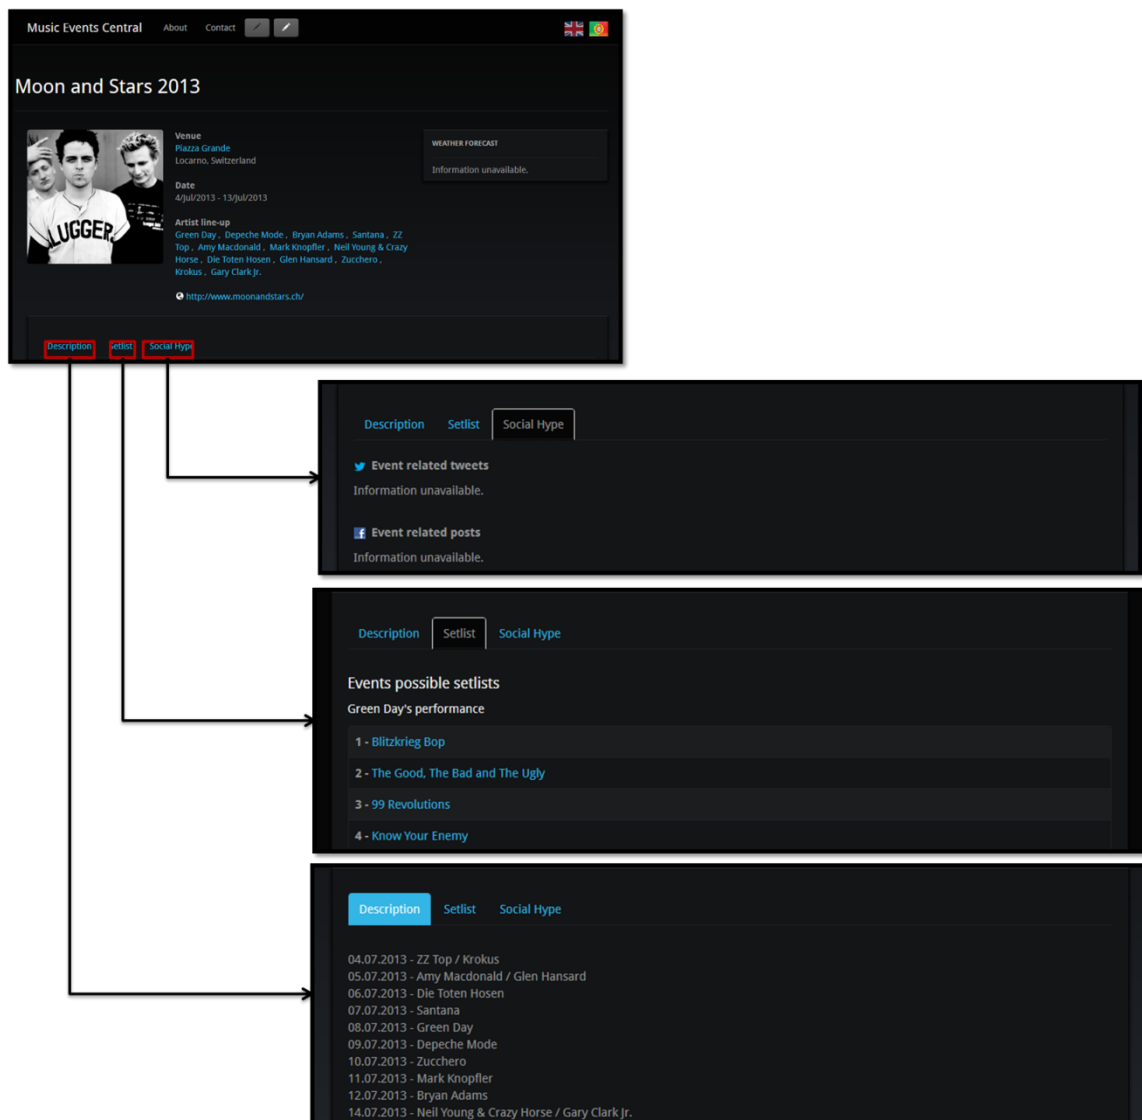 Music Events Central About Contact
Moon and Stars 2013
LUGGER
Venue
Piazza Grande
Locarno, Switzerland
Date
4/Jul/2013 - 13/Jul/2013
Artist line-up
Green Day , Depeche Mode , Bryan Adams , Santana , ZZ
Top , Amy Macdonald , Mark Knopfler , Neil Young & Crazy
Horse , Die Toten Hosen , Glen Hansard , Zucchero ,
Krokus , Gary Clark Jr.
http://www.moonandstars.ch/
WEATHER FORECAST
Information unavailable.
Description Setlist Social Hype
Description Setlist Social Hype
Event related tweets
Information unavailable.
Event related posts
Information unavailable.
Description Setlist Social Hype
Events possible setlists
Green Day's performance
1 - Blitzkrieg Bop
2 - The Good, The Bad and The Ugly
3 - 99 Revolutions
4 - Know Your Enemy
Description Setlist Social Hype
04.07.2013 - ZZ Top / Krokus
05.07.2013 - Amy Macdonald / Glen Hansard
06.07.2013 - Die Toten Hosen
07.07.2013 - Santana
08.07.2013 - Green Day
09.07.2013 - Depeche Mode
10.07.2013 - Zucchero
11.07.2013 - Mark Knopfler
12.07.2013 - Bryan Adams
14.07.2013 - Neil Young & Crazy Horse / Gary Clark Jr.